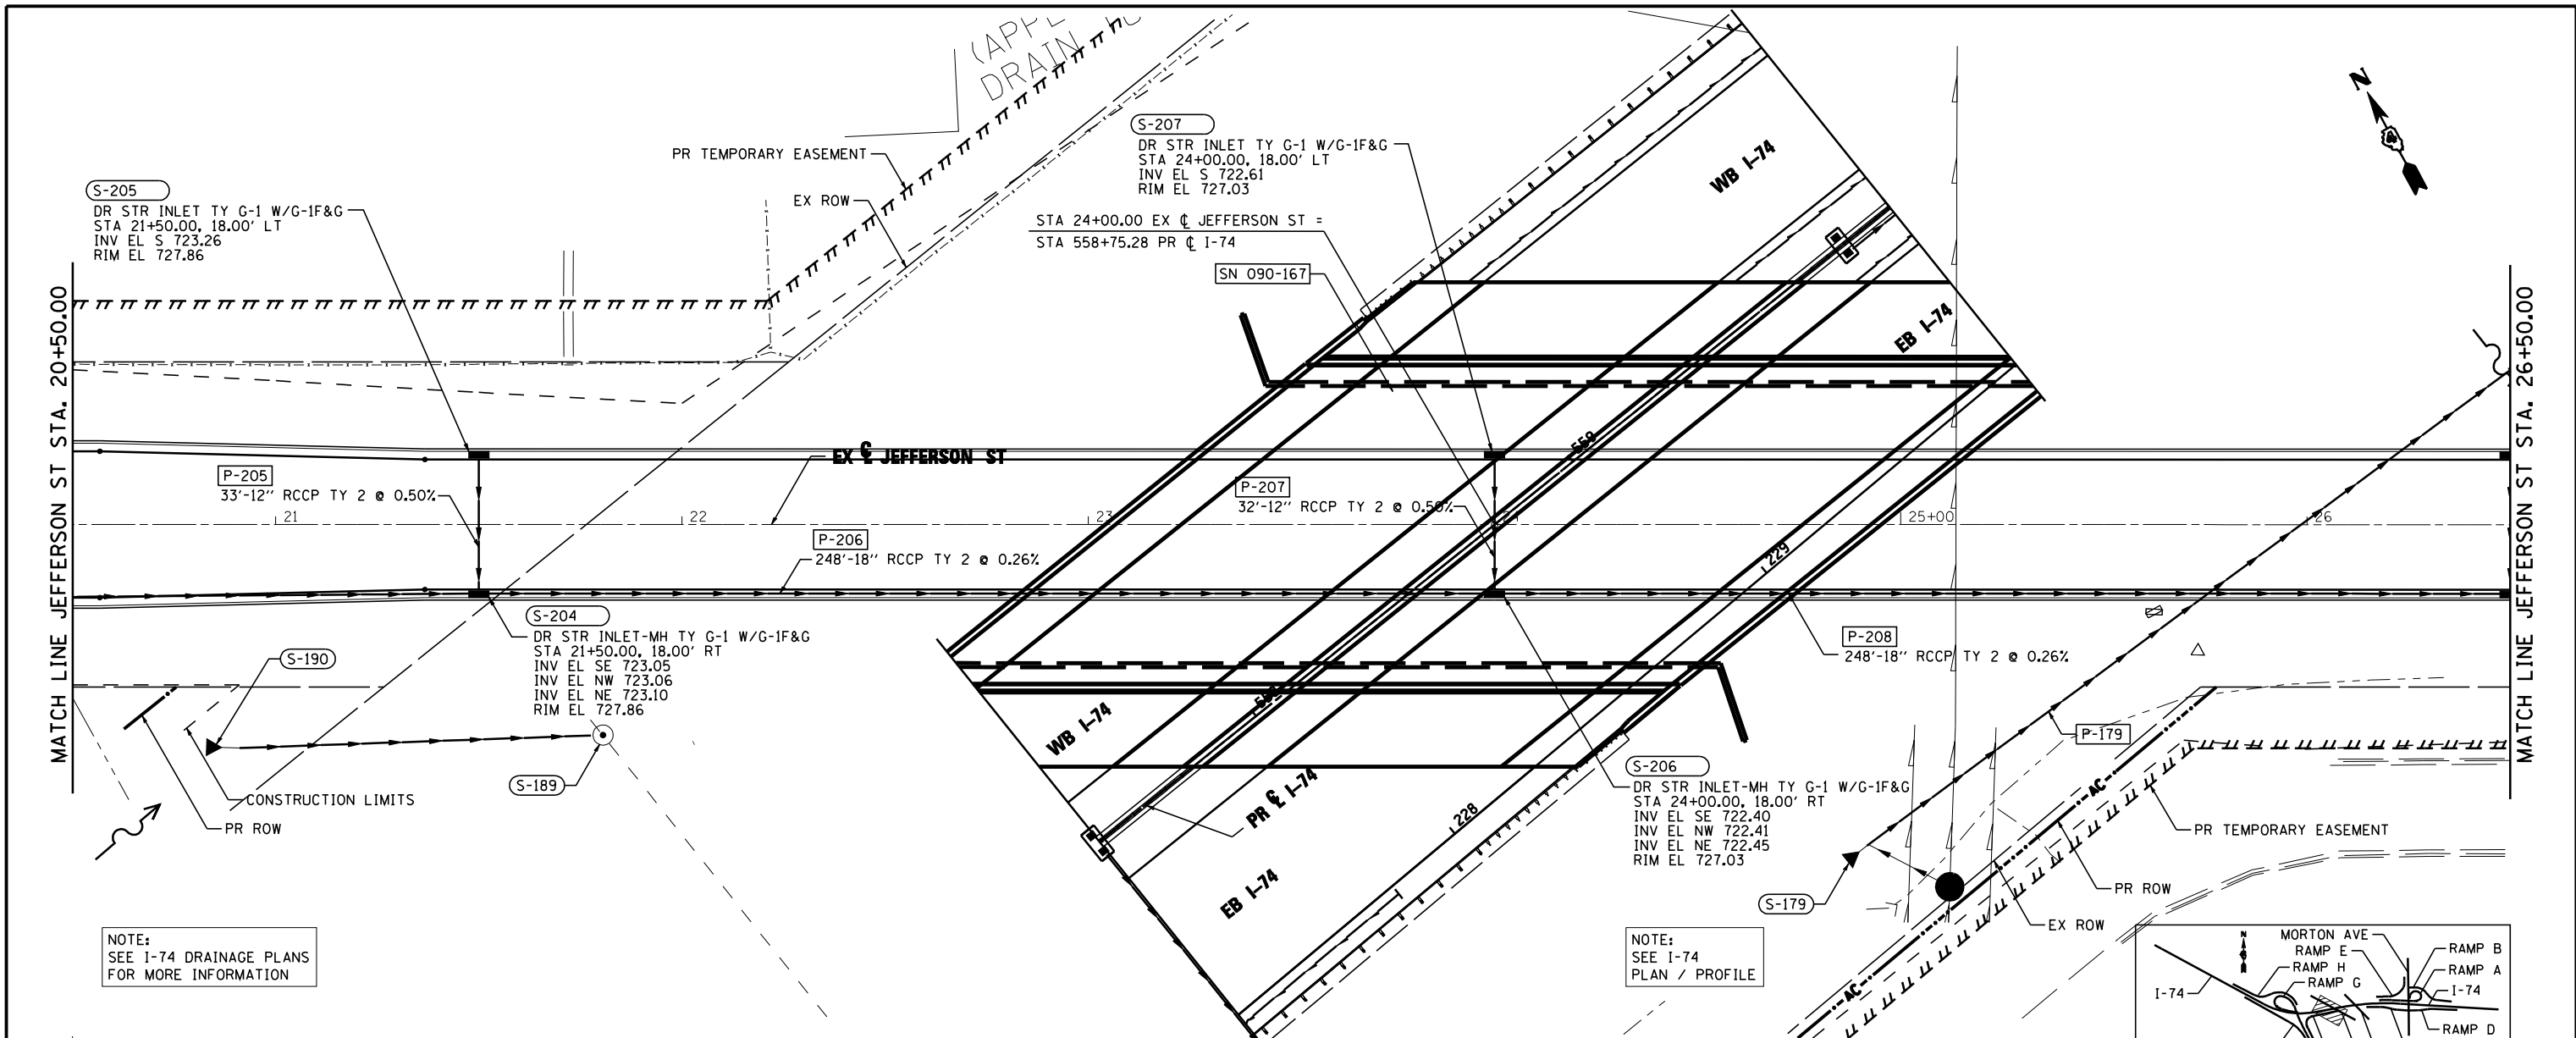 (APPL
DRAIN
N
PR TEMPORARY EASEMENT
EX ROW
S-205
DR STR INLET TY G-1 W/G-1F&G
STA 21+50.00, 18.00' LT
INV EL S 723.26
RIM EL 727.86
S-207
DR STR INLET TY G-1 W/G-1F&G
STA 24+00.00, 18.00' LT
INV EL S 722.61
RIM EL 727.03
STA 24+00.00 EX ℄ JEFFERSON ST =
STA 558+75.28 PR ℄ I-74
SN 090-167
WB I-74
EB I-74
MATCH LINE JEFFERSON ST STA. 20+50.00
MATCH LINE JEFFERSON ST STA. 26+50.00
EX ℄ JEFFERSON ST
559
P-205
33'-12'' RCCP TY 2 @ 0.50%
P-207
32'-12'' RCCP TY 2 @ 0.50%
21
22
23
25+00
26
P-206
248'-18'' RCCP TY 2 @ 0.26%
229
S-204
DR STR INLET-MH TY G-1 W/G-1F&G
STA 21+50.00, 18.00' RT
INV EL SE 723.05
INV EL NW 723.06
INV EL NE 723.10
RIM EL 727.86
P-208
248'-18'' RCCP TY 2 @ 0.26%
S-190
S-189
CONSTRUCTION LIMITS
PR ROW
WB I-74
PR ℄ I-74
EB I-74
228
S-206
DR STR INLET-MH TY G-1 W/G-1F&G
STA 24+00.00, 18.00' RT
INV EL SE 722.40
INV EL NW 722.41
INV EL NE 722.45
RIM EL 727.03
P-179
AC
PR TEMPORARY EASEMENT
PR ROW
EX ROW
S-179
AC
NOTE:
SEE I-74 DRAINAGE PLANS
FOR MORE INFORMATION
NOTE:
SEE I-74
PLAN / PROFILE
N
MORTON AVE
RAMP E
RAMP H
RAMP G
I-74
RAMP B
RAMP A
I-74
RAMP D